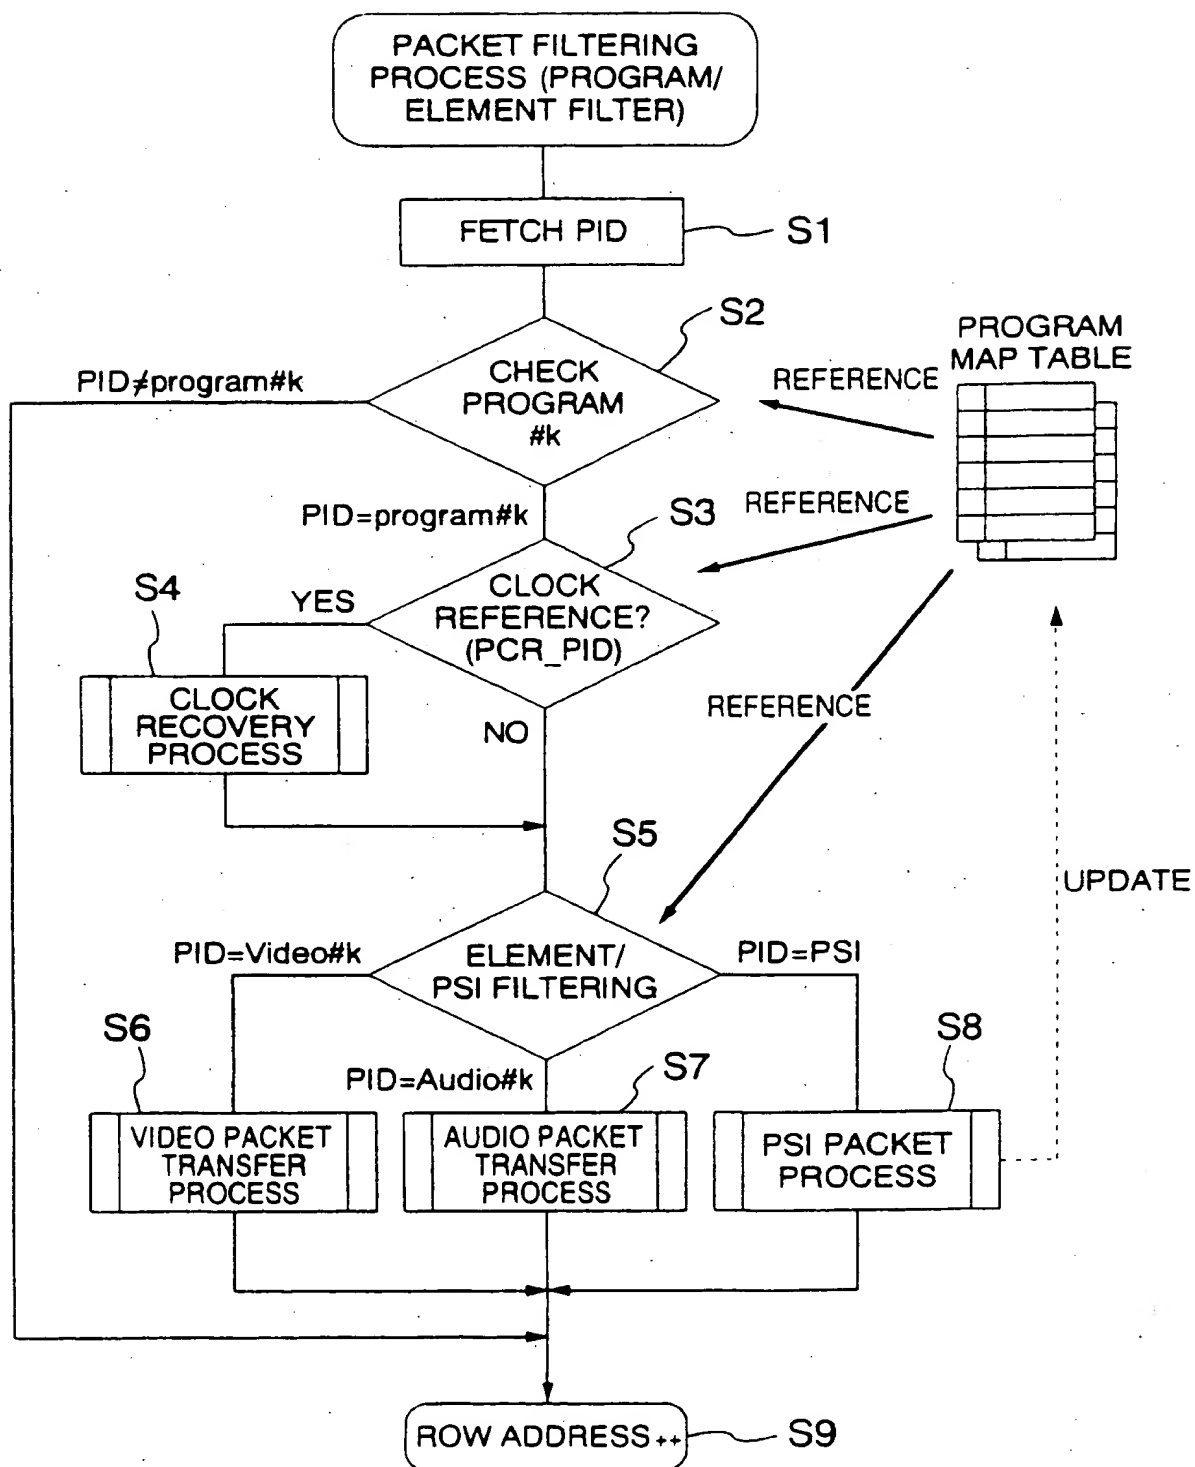 PACKET FILTERING
PROCESS (PROGRAM/
ELEMENT FILTER)
FETCH PID
S1
S2
CHECK
PROGRAM
#k
PID≠program#k
PROGRAM
MAP TABLE
REFERENCE
PID=program#k
S3
REFERENCE
CLOCK
REFERENCE?
(PCR_PID)
YES
S4
CLOCK
RECOVERY
PROCESS
NO
REFERENCE
S5
UPDATE
ELEMENT/
PSI FILTERING
PID=Video#k
PID=PSI
S6
PID=Audio#k
S7
S8
VIDEO PACKET
TRANSFER
PROCESS
AUDIO PACKET
TRANSFER
PROCESS
PSI PACKET
PROCESS
ROW ADDRESS++
S9